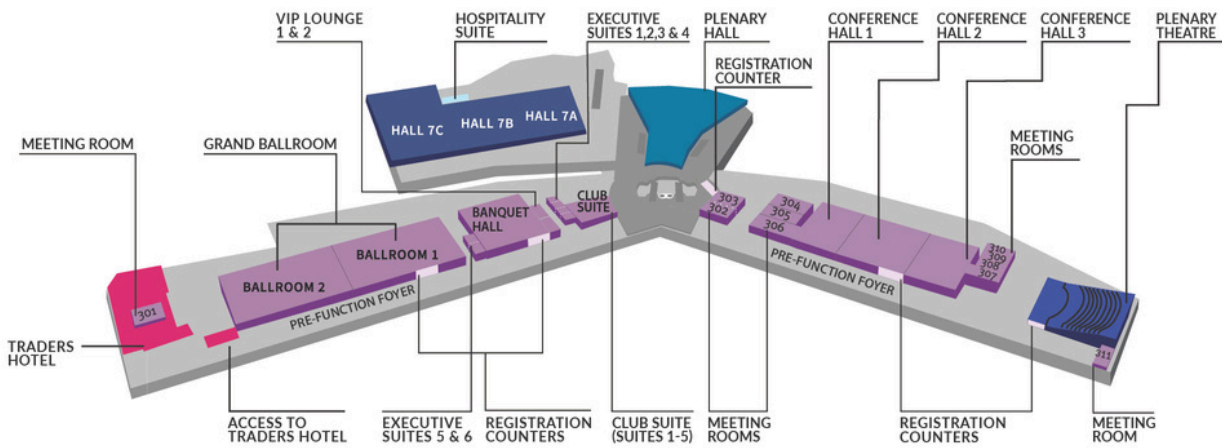 VIP LOUNGE
1 & 2
HOSPITALITY
SUITE
EXECUTIVE
SUITES 1,2,3 & 4
PLENARY
HALL
CONFERENCE
HALL 1
CONFERENCE
HALL 2
CONFERENCE
HALL 3
PLENARY
THEATRE
REGISTRATION
COUNTER
MEETING ROOM
GRAND BALLROOM
MEETING
ROOMS
HALL 7C
HALL 7B
HALL 7A
BANQUET
HALL
CLUB
SUITE
BALLROOM 1
BALLROOM 2
PRE-FUNCTION FOYER
301
303
302
304
305
306
310
309
308
307
PRE-FUNCTION FOYER
311
TRADERS
HOTEL
ACCESS TO
TRADERS HOTEL
EXECUTIVE
SUITES 5 & 6
REGISTRATION
COUNTERS
CLUB SUITE
(SUITES 1-5)
MEETING
ROOMS
REGISTRATION
COUNTERS
MEETING
ROOM